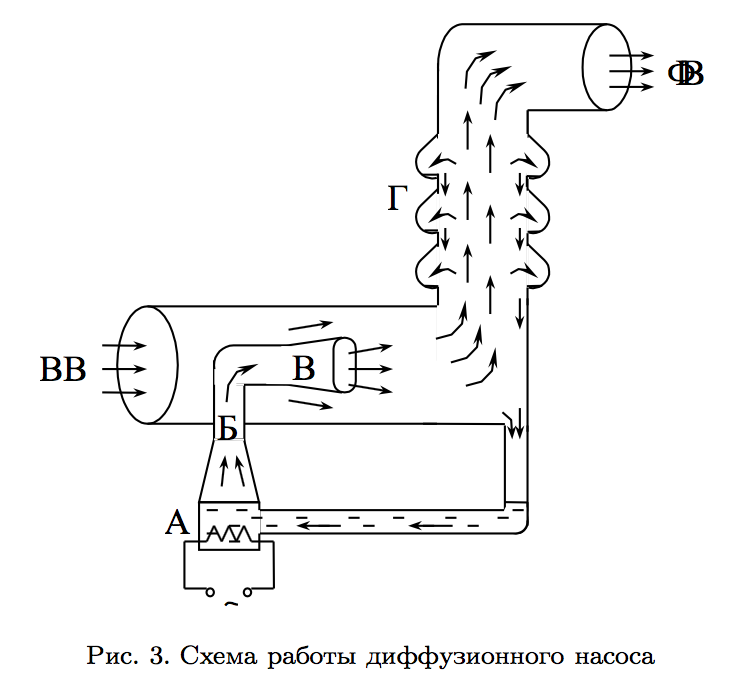 ФВ
Г
ВВ
В
Б
А
~
Рис. 3. Схема работы диффузионного насоса